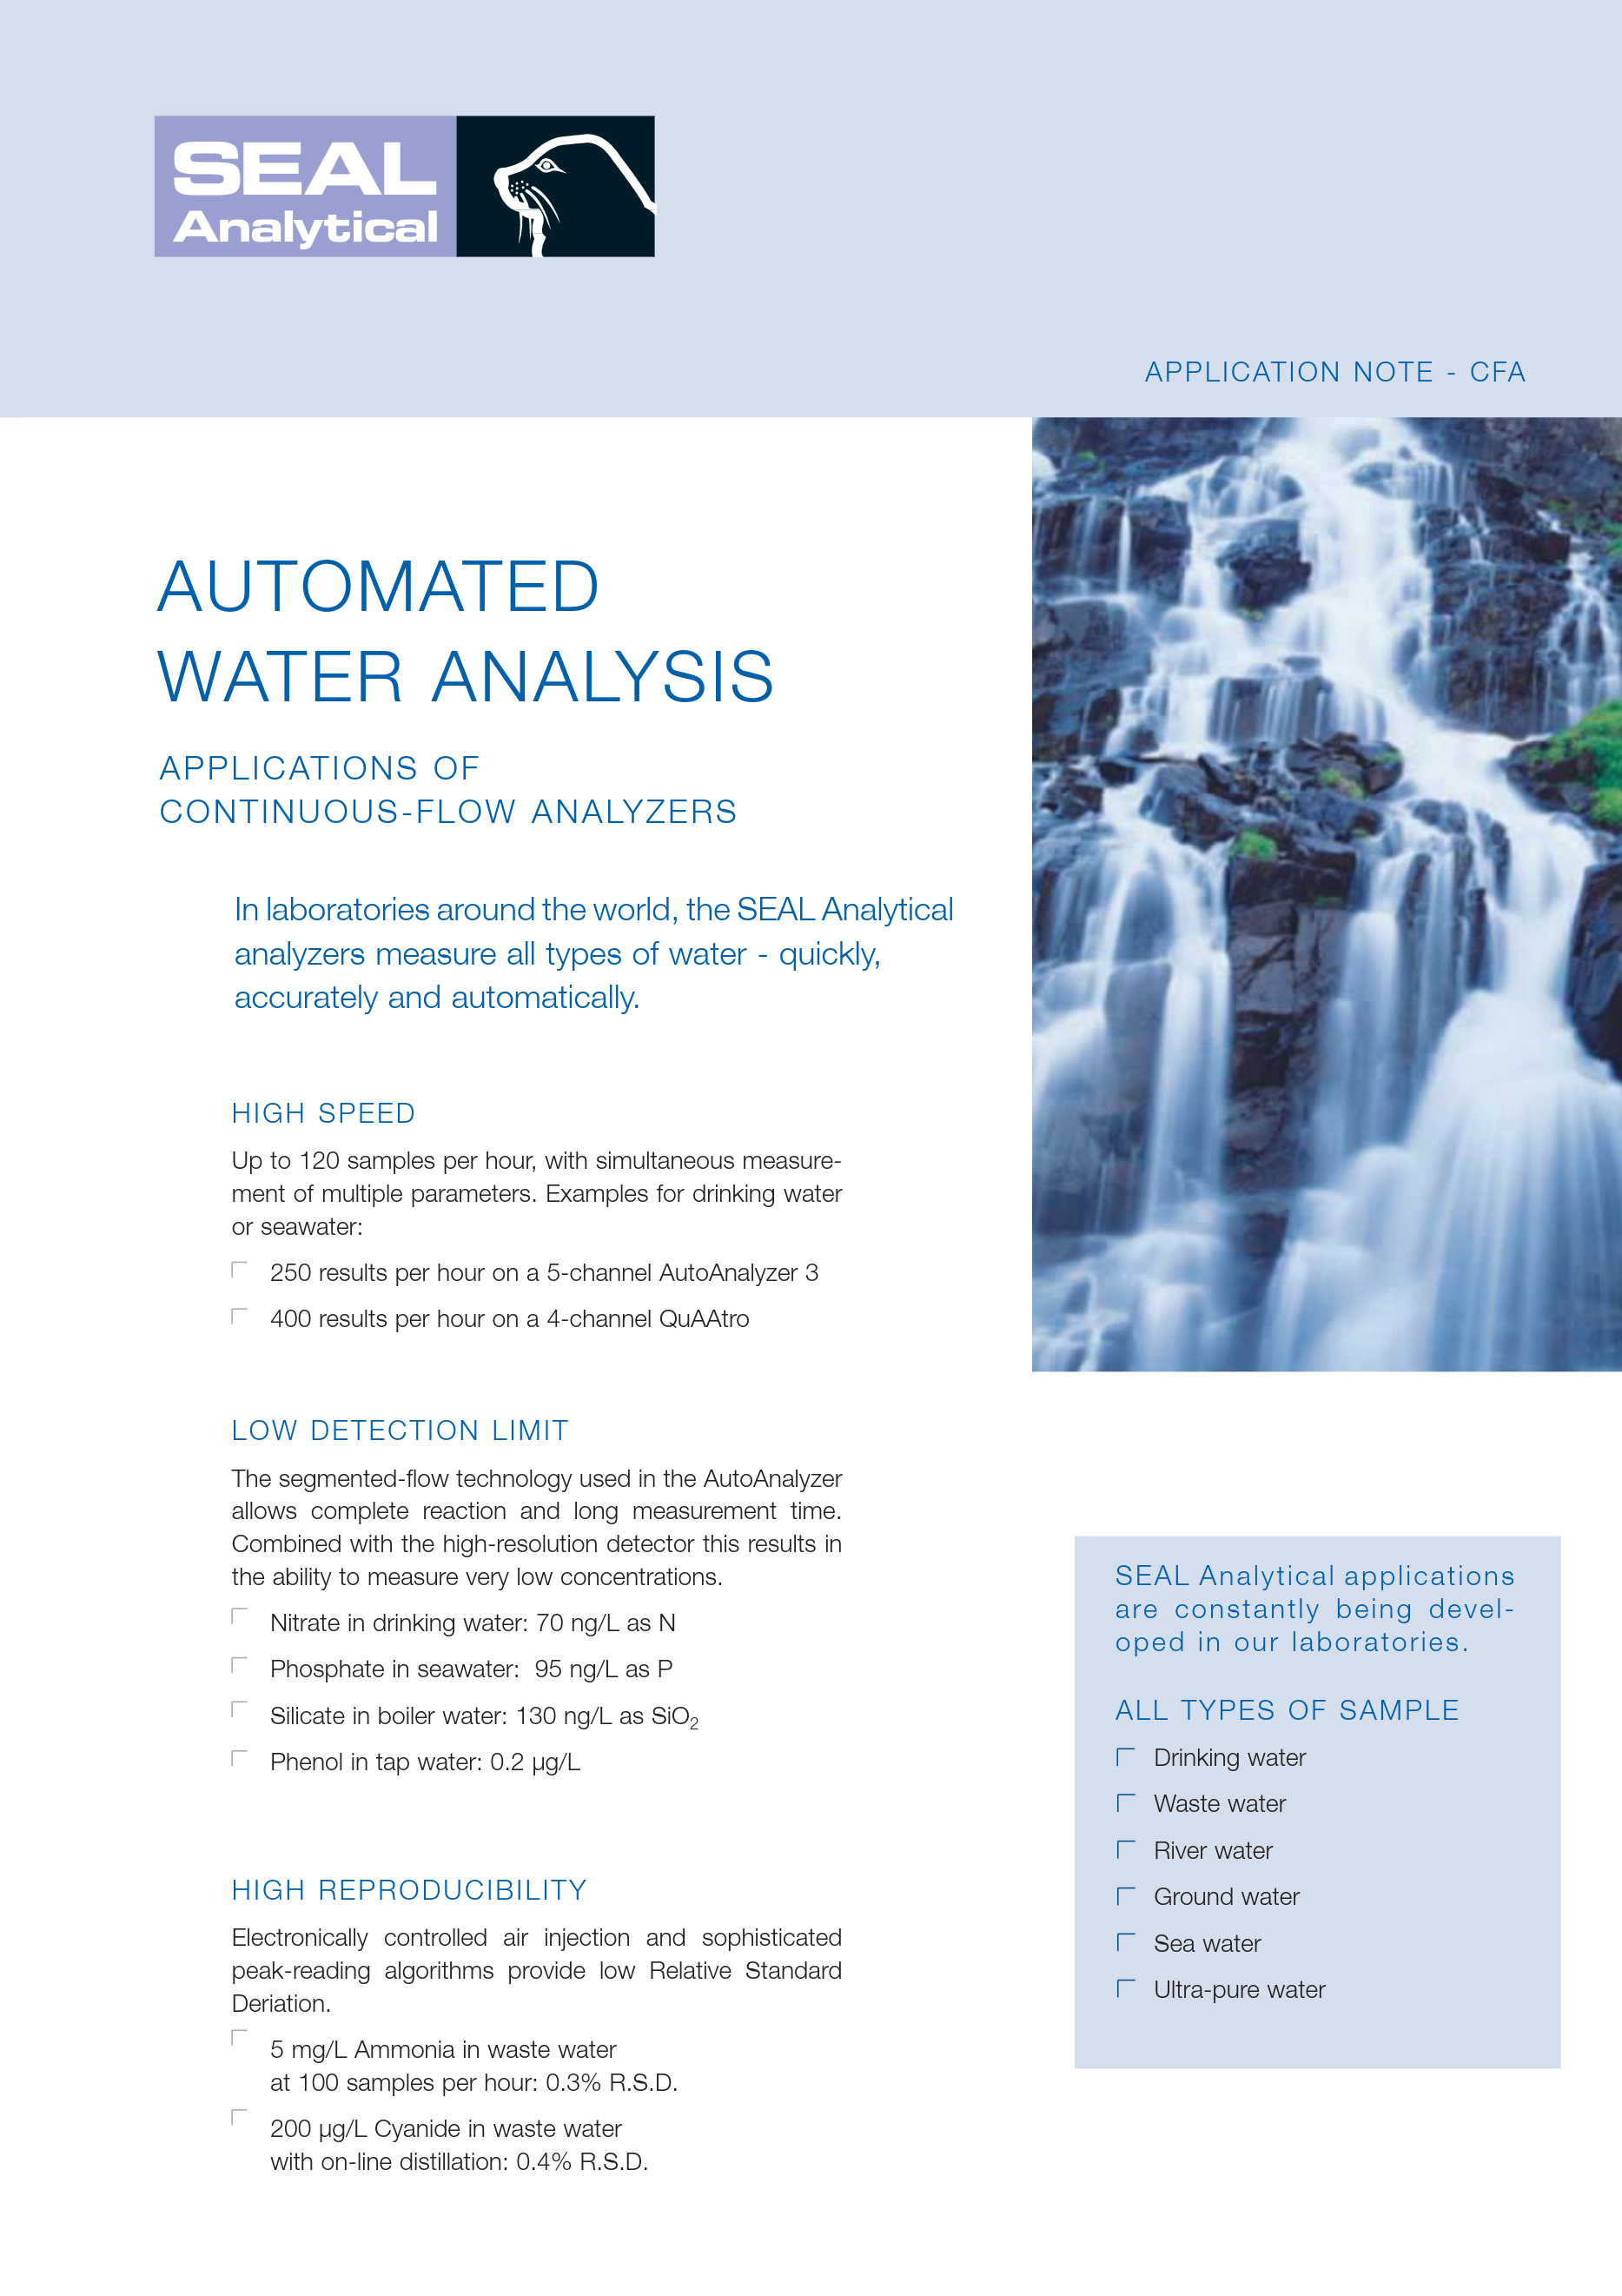 SEAL
Analytical
APPLICATION NOTE - CFA
AUTOMATED
WATER ANALYSIS
APPLICATIONS OF
CONTINUOUS-FLOW ANALYZERS
In laboratories around the world, the SEAL Analytical
analyzers measure all types of water - quickly,
accurately and automatically.
HIGH SPEED
Up to 120 samples per hour, with simultaneous measure-
ment of multiple parameters. Examples for drinking water
or seawater:
250 results per hour on a 5-channel AutoAnalyzer 3
400 results per hour on a 4-channel QuAAtro
LOW DETECTION LIMIT
The segmented-flow technology used in the AutoAnalyzer
allows complete reaction and long measurement time.
Combined with the high-resolution detector this results in
the ability to measure very low concentrations.
Nitrate in drinking water: 70 ng/L as N
Phosphate in seawater: 95 ng/L as P
Silicate in boiler water: 130 ng/L as SiO₂
Phenol in tap water: 0.2 µg/L
HIGH REPRODUCIBILITY
Electronically controlled air injection and sophisticated
peak-reading algorithms provide low Relative Standard
Deriation.
5 mg/L Ammonia in waste water
at 100 samples per hour: 0.3% R.S.D.
200 µg/L Cyanide in waste water
with on-line distillation: 0.4% R.S.D.
SEAL Analytical applications
are constantly being devel-
oped in our laboratories.
ALL TYPES OF SAMPLE
Drinking water
Waste water
River water
Ground water
Sea water
Ultra-pure water